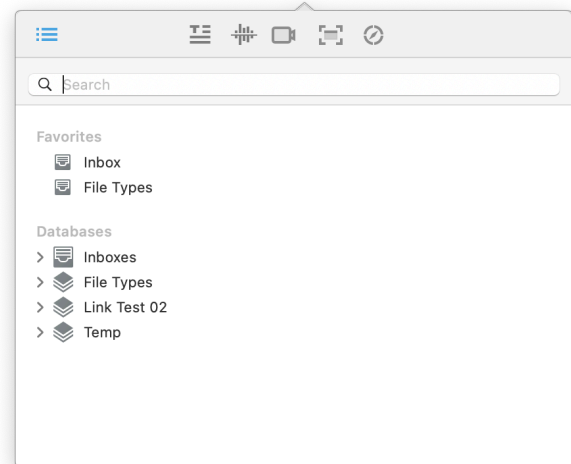 Search
Favorites
Inbox
File Types
Databases
Inboxes
File Types
Link Test 02
Temp